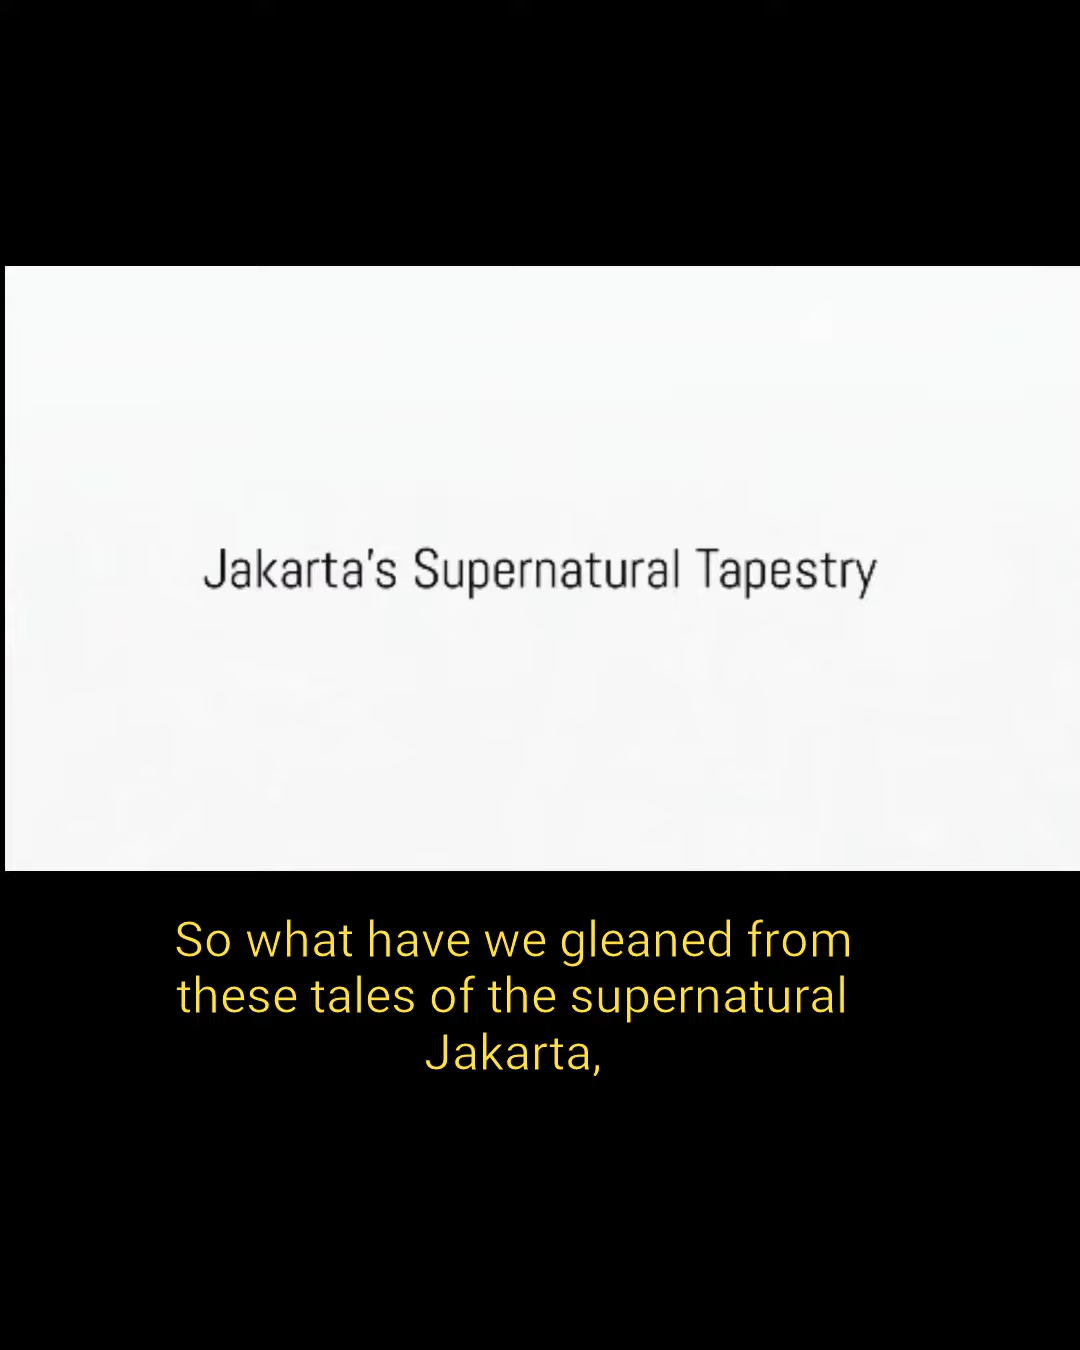 Jakarta's Supernatural Tapestry
So what have we gleaned from
these tales of the supernatural
Jakarta,